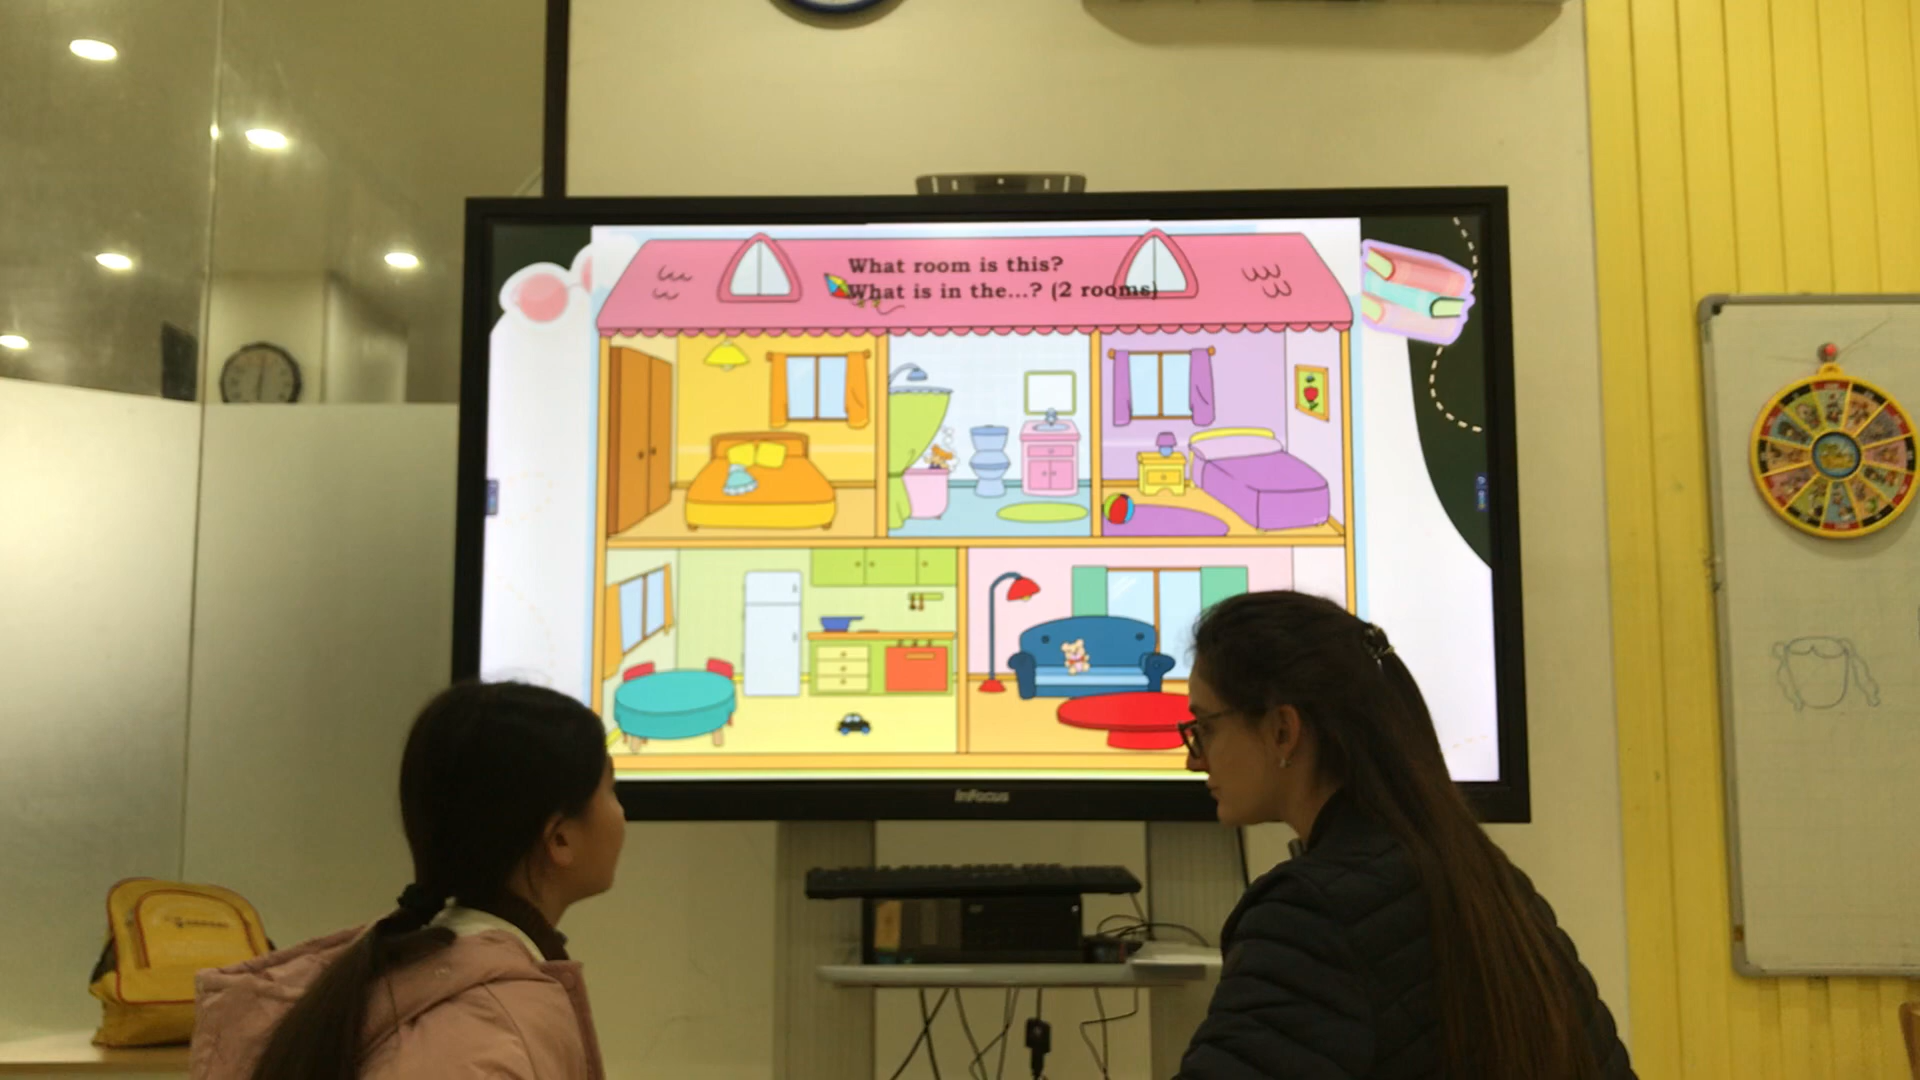 What room is this?
What is in the...? (2 rooms)
InFocus